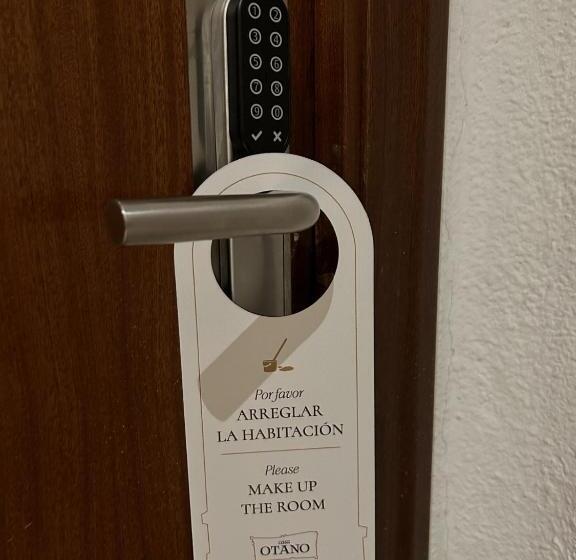 1 2
3 4
5 6
7 8
9 0
Por favor
ARREGLAR
LA HABITACIÓN
Please
MAKE UP
THE ROOM
casa
OTANO